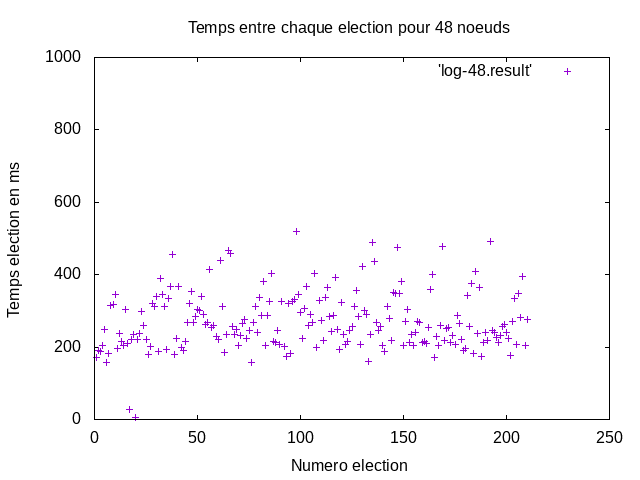 Temps entre chaque election pour 48 noeuds
1000
800
600
400
200
0
Temps election en ms
'log-48.result'
0 50 100 150 200 250
Numero election